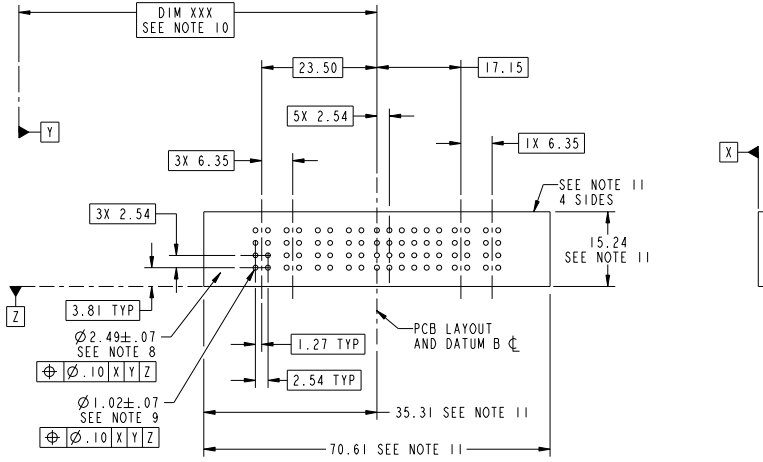 DIM XXX
SEE NOTE 10
23.50
17.15
5X 2.54
Y
3X 6.35
1X 6.35
X
3X 2.54
SEE NOTE 11
4 SIDES
15.24
SEE NOTE 11
3.81 TYP
Z
Ø2.49±.07
SEE NOTE 8
⌖ Ø.10 X Y Z
1.27 TYP
PCB LAYOUT
AND DATUM B ℄
2.54 TYP
Ø1.02±.07
SEE NOTE 9
⌖ Ø.10 X Y Z
35.31 SEE NOTE 11
70.61 SEE NOTE 11